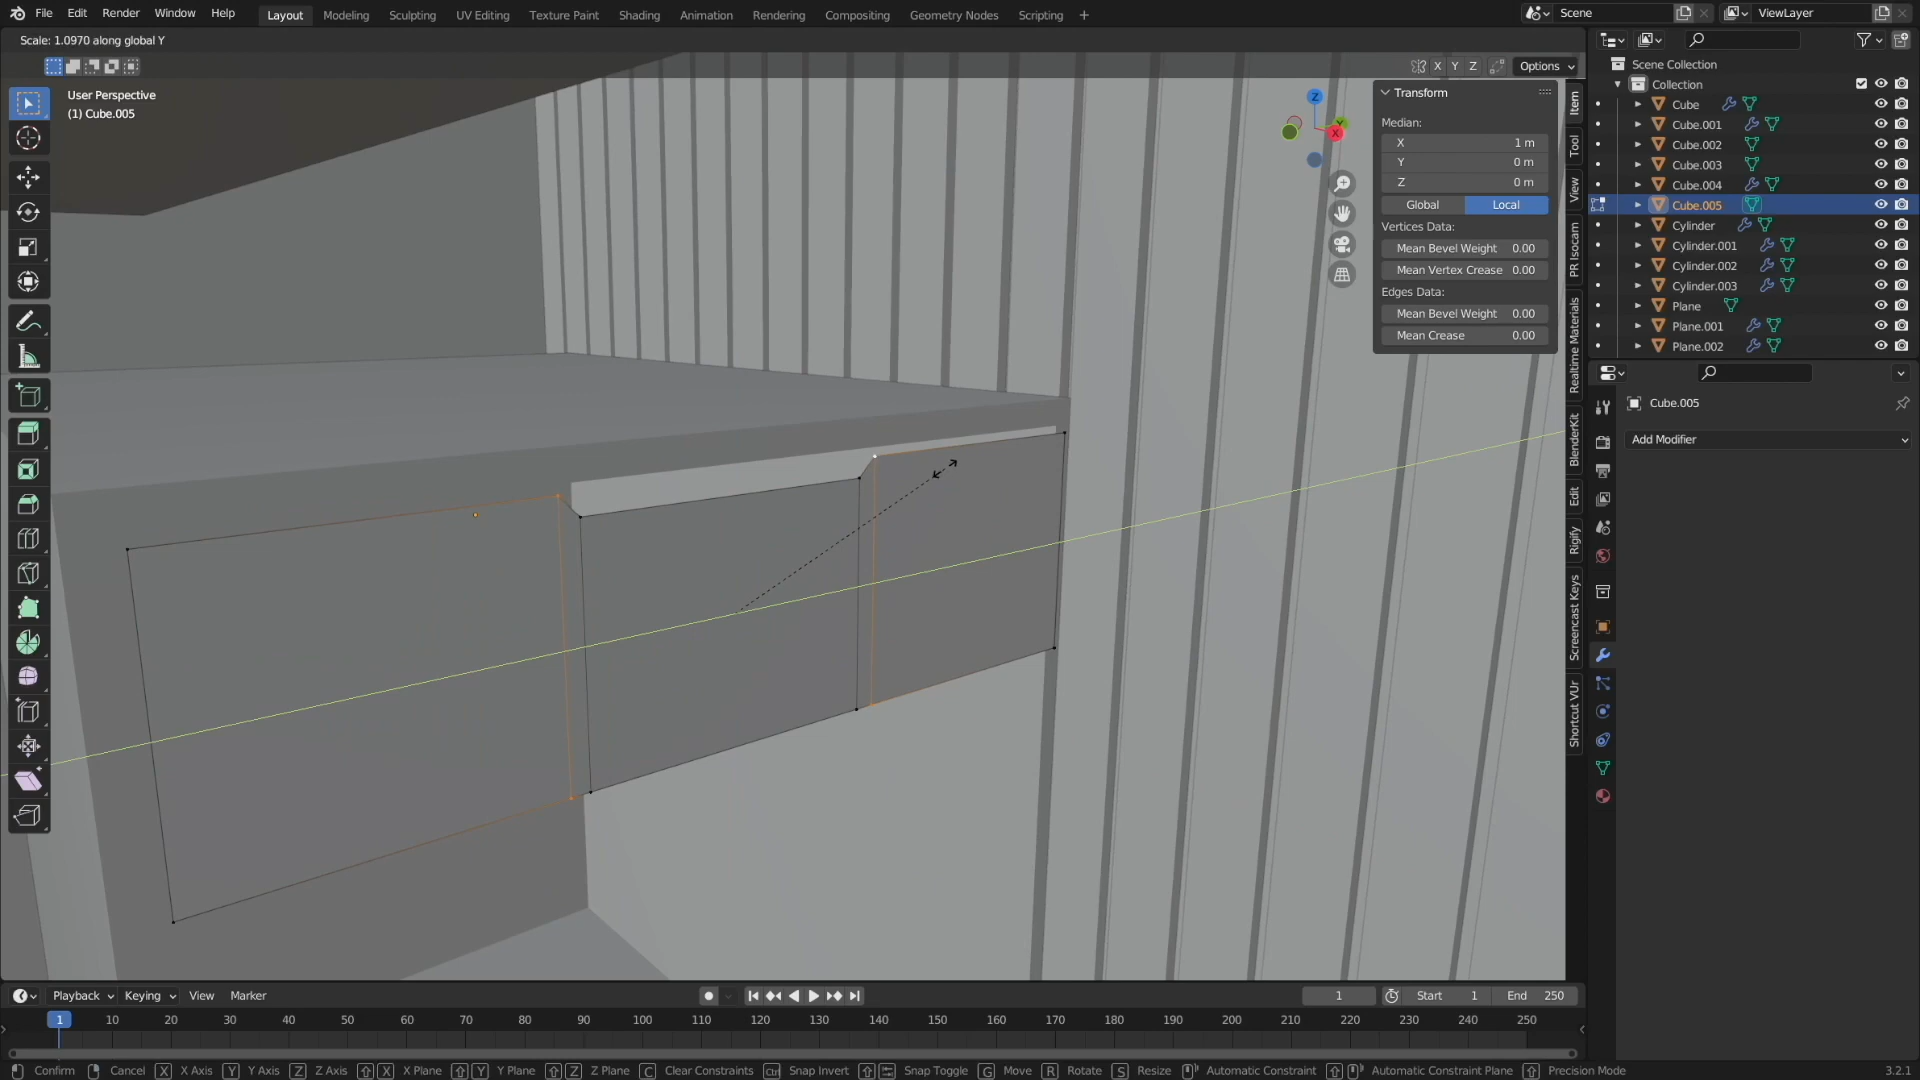 File Edit Render Window Help Layout Modeling Sculpting UV Editing Texture Paint Shading Animation Rendering Compositing Geometry Nodes Scripting Scene ViewLayer
Scale: 1.0970 along global Y
X Y Z Options
User Perspective
(1) Cube.005
Z
Y
X
Transform
Median:
X 1 m
Y 0 m
Z 0 m
Global Local
Vertices Data:
Mean Bevel Weight 0.00
Mean Vertex Crease 0.00
Edges Data:
Mean Bevel Weight 0.00
Mean Crease 0.00
Item
Tool
View
PR Isocam
Realtime Materials
BlenderKit
Edit
Rigify
Screencast Keys
Shortcut VUr
Scene Collection
Collection
Cube
Cube.001
Cube.002
Cube.003
Cube.004
Cube.005
Cylinder
Cylinder.001
Cylinder.002
Cylinder.003
Plane
Plane.001
Plane.002
Cube.005
Add Modifier
Playback Keying View Marker 1 Start 1 End 250
1 10 20 30 40 50 60 70 80 90 100 110 120 130 140 150 160 170 180 190 200 210 220 230 240 250
Confirm Cancel X X Axis Y Y Axis Z Z Axis X X Plane Y Y Plane Z Z Plane C Clear Constraints Ctrl Snap Invert Snap Toggle G Move R Rotate S Resize Automatic Constraint Automatic Constraint Plane Precision Mode 3.2.1